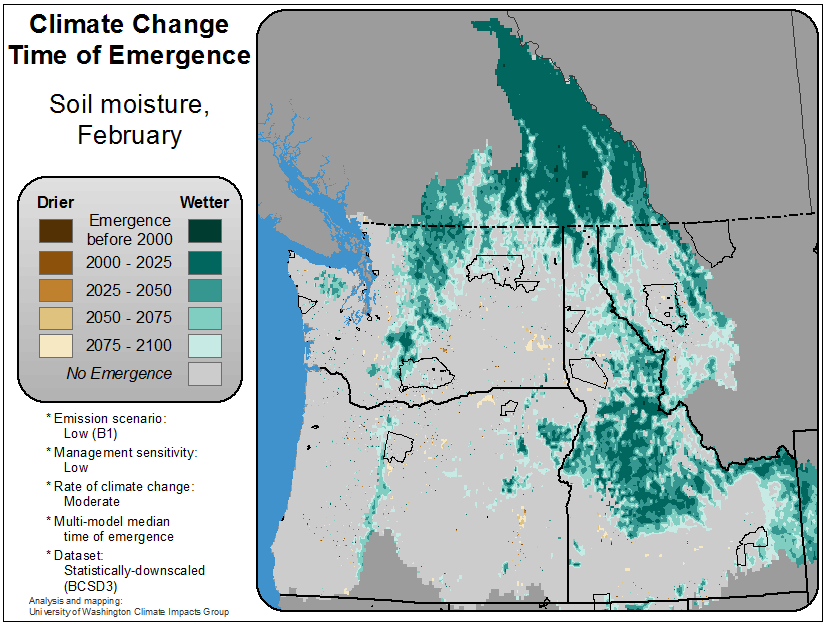 Climate Change
Time of Emergence
Soil moisture,
February
Drier Wetter
Emergence
before 2000
2000 - 2025
2025 - 2050
2050 - 2075
2075 - 2100
No Emergence
* Emission scenario:
Low (B1)
* Management sensitivity:
Low
* Rate of climate change:
Moderate
* Multi-model median
time of emergence
* Dataset:
Statistically-downscaled
(BCSD3)
Analysis and mapping:
University of Washington Climate Impacts Group